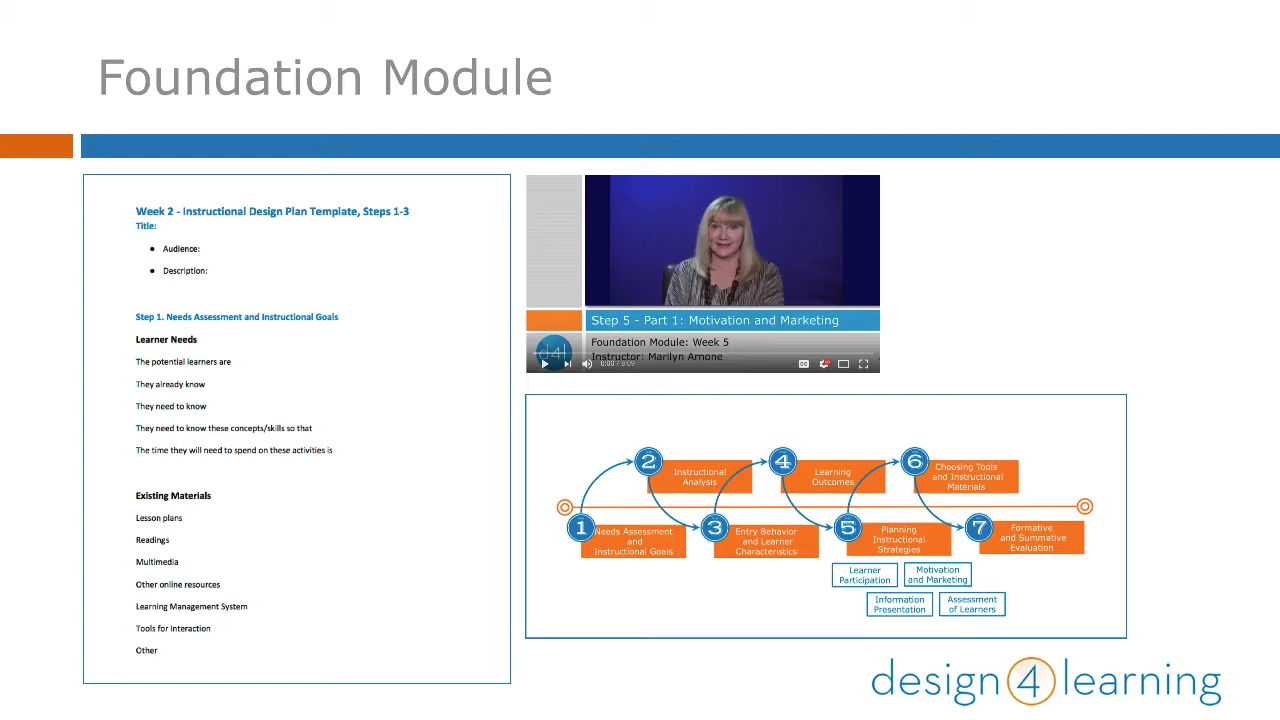 Foundation Module
Week 2 - Instructional Design Plan Template, Steps 1-3
Title:
● Audience:
● Description:
Step 1. Needs Assessment and Instructional Goals
Learner Needs
The potential learners are
They already know
They need to know
They need to know these concepts/skills so that
The time they will need to spend on these activities is
Existing Materials
Lesson plans
Readings
Multimedia
Other online resources
Learning Management System
Tools for Interaction
Other
Step 5 - Part 1: Motivation and Marketing
Foundation Module: Week 5
Instructor: Marilyn Arnone
d4l
0:00 / 8:09
CC
1
Needs Assessment
and
Instructional Goals
2
Instructional
Analysis
3
Entry Behavior
and Learner
Characteristics
4
Learning
Outcomes
5
Planning
Instructional
Strategies
6
Choosing Tools
and Instructional
Materials
7
Formative
and Summative
Evaluation
Learner
Participation
Motivation
and Marketing
Information
Presentation
Assessment
of Learners
design 4 learning